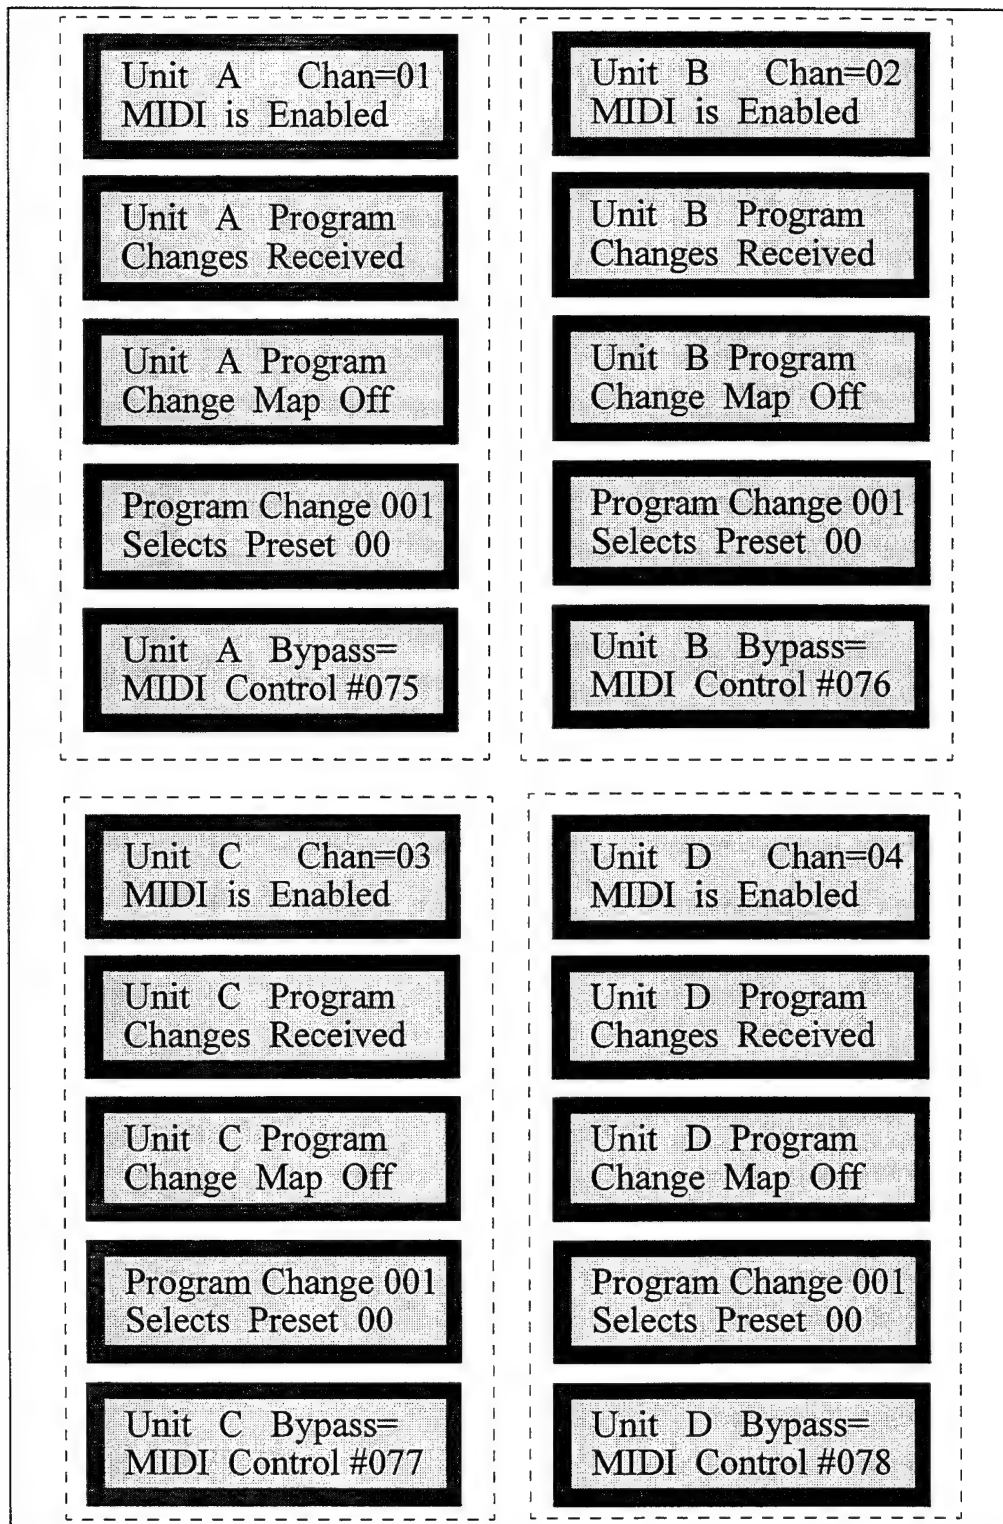 Unit A Chan=01
MIDI is Enabled
Unit A Program
Changes Received
Unit A Program
Change Map Off
Program Change 001
Selects Preset 00
Unit A Bypass=
MIDI Control #075
Unit B Chan=02
MIDI is Enabled
Unit B Program
Changes Received
Unit B Program
Change Map Off
Program Change 001
Selects Preset 00
Unit B Bypass=
MIDI Control #076
Unit C Chan=03
MIDI is Enabled
Unit C Program
Changes Received
Unit C Program
Change Map Off
Program Change 001
Selects Preset 00
Unit C Bypass=
MIDI Control #077
Unit D Chan=04
MIDI is Enabled
Unit D Program
Changes Received
Unit D Program
Change Map Off
Program Change 001
Selects Preset 00
Unit D Bypass=
MIDI Control #078